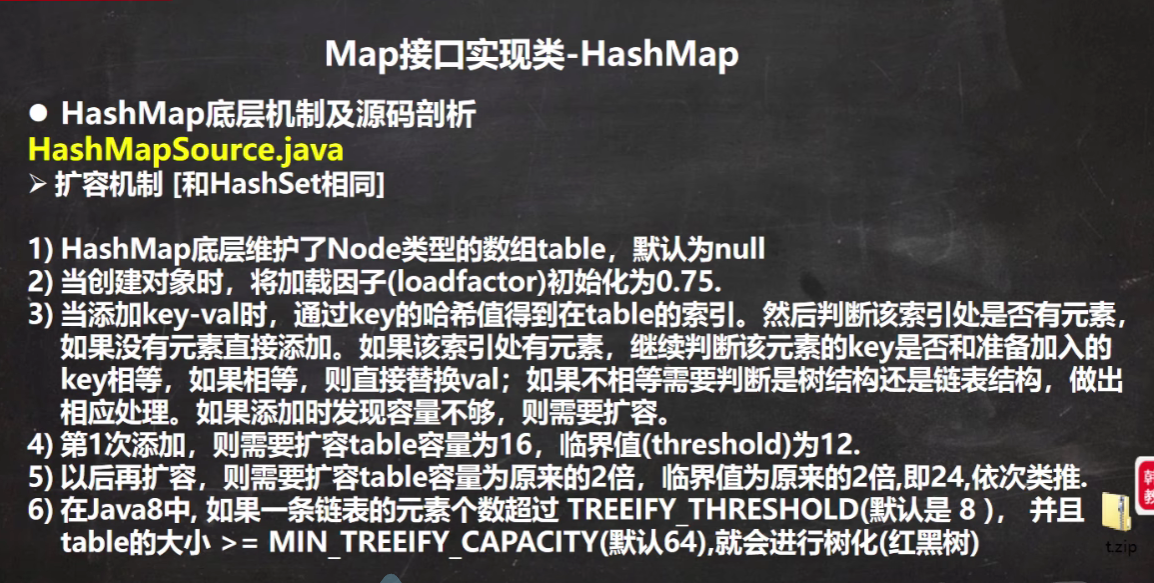 Map接口实现类-HashMap
● HashMap底层机制及源码剖析
HashMapSource.java
➢ 扩容机制 [和HashSet相同]
1) HashMap底层维护了Node类型的数组table，默认为null
2) 当创建对象时，将加载因子(loadfactor)初始化为0.75.
3) 当添加key-val时，通过key的哈希值得到在table的索引。然后判断该索引处是否有元素，
如果没有元素直接添加。如果该索引处有元素，继续判断该元素的key是否和准备加入的
key相等，如果相等，则直接替换val；如果不相等需要判断是树结构还是链表结构，做出
相应处理。如果添加时发现容量不够，则需要扩容。
4) 第1次添加，则需要扩容table容量为16，临界值(threshold)为12.
5) 以后再扩容，则需要扩容table容量为原来的2倍，临界值为原来的2倍,即24,依次类推.
6) 在Java8中, 如果一条链表的元素个数超过 TREEIFY_THRESHOLD(默认是 8 )， 并且
table的大小 >= MIN_TREEIFY_CAPACITY(默认64),就会进行树化(红黑树)
t.zip